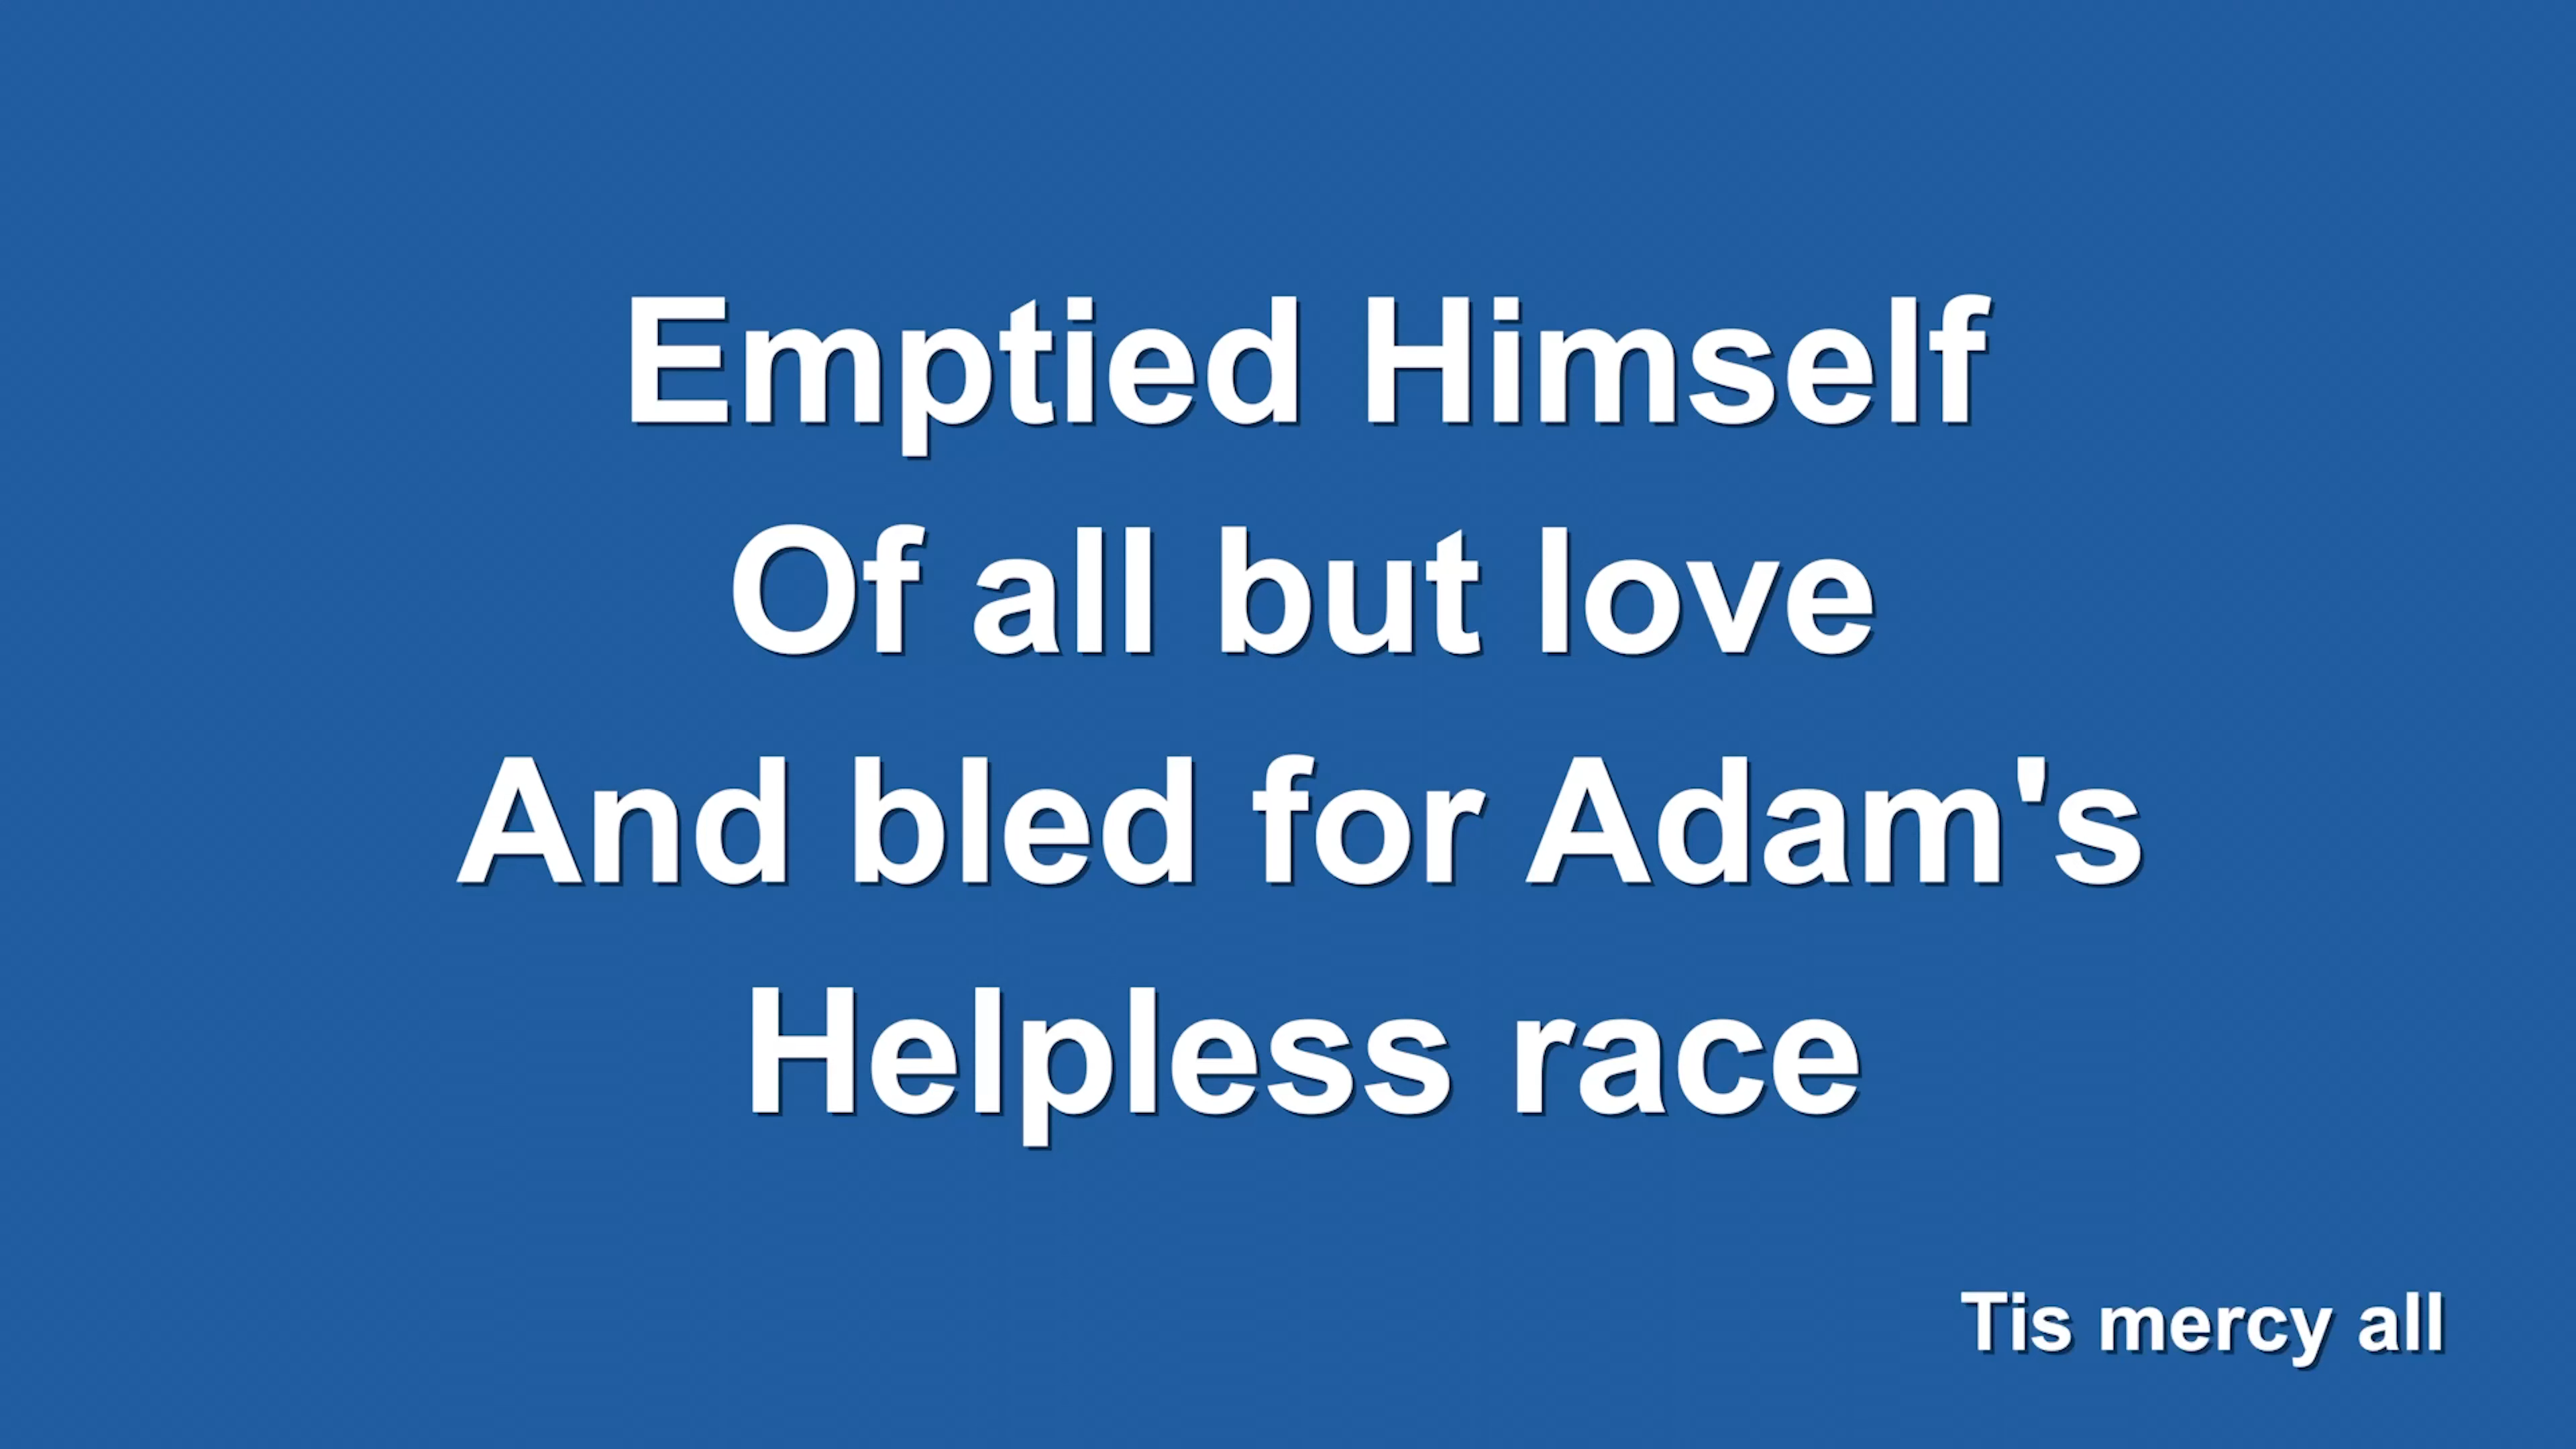 Emptied Himself
Of all but love
And bled for Adam's
Helpless race
Tis mercy all